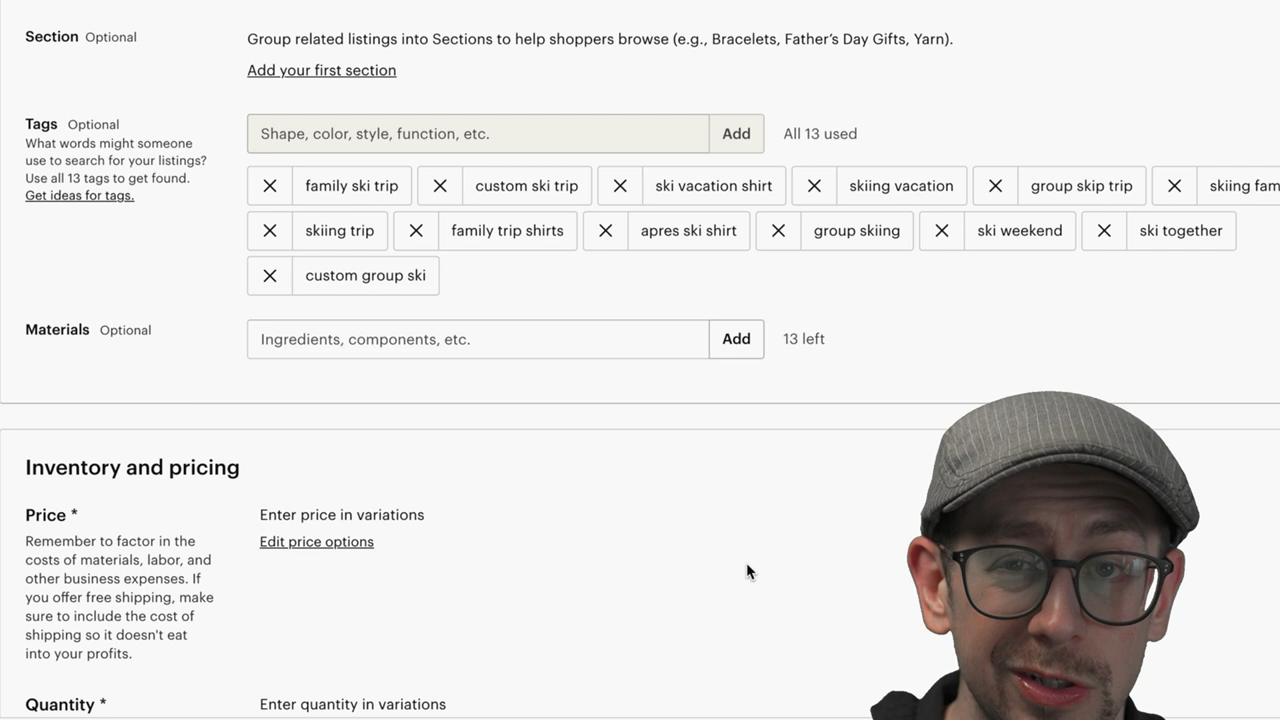 Section Optional
Group related listings into Sections to help shoppers browse (e.g., Bracelets, Father’s Day Gifts, Yarn).
Add your first section
Tags Optional
What words might someone
use to search for your listings?
Use all 13 tags to get found.
Get ideas for tags.
Shape, color, style, function, etc. Add All 13 used
family ski trip custom ski trip ski vacation shirt skiing vacation group skip trip skiing fam
skiing trip family trip shirts apres ski shirt group skiing ski weekend ski together
custom group ski
Materials Optional
Ingredients, components, etc. Add 13 left
Inventory and pricing
Price *
Remember to factor in the
costs of materials, labor, and
other business expenses. If
you offer free shipping, make
sure to include the cost of
shipping so it doesn't eat
into your profits.
Enter price in variations
Edit price options
Quantity *
Enter quantity in variations